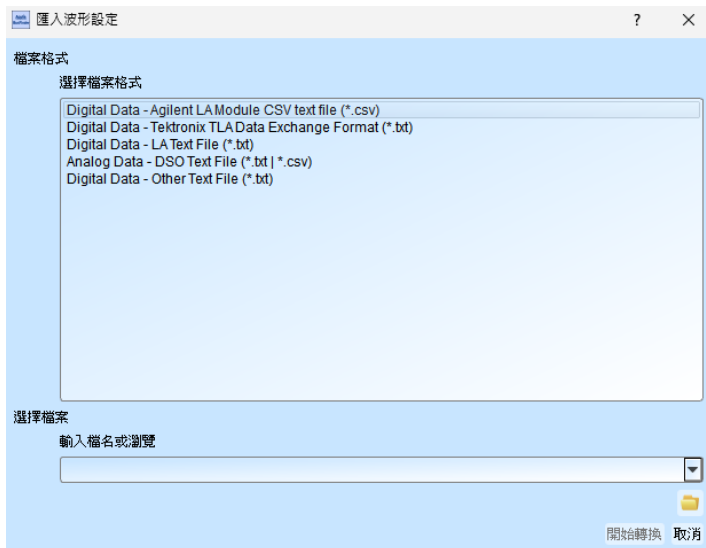 匯入波形設定
?
檔案格式
選擇檔案格式
Digital Data - Agilent LA Module CSV text file (*.csv)
Digital Data - Tektronix TLA Data Exchange Format (*.txt)
Digital Data - LA Text File (*.txt)
Analog Data - DSO Text File (*.txt | *.csv)
Digital Data - Other Text File (*.txt)
選擇檔案
輸入檔名或瀏覽
開始轉換 取消